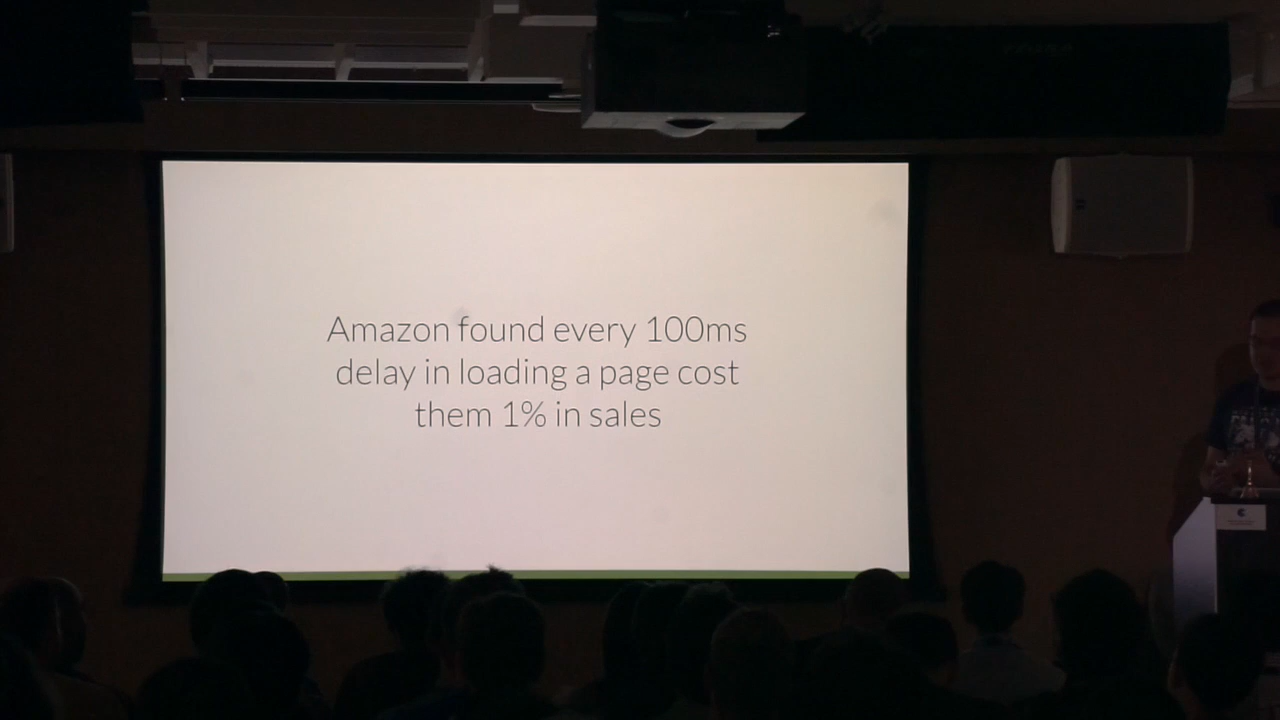 Amazon found every 100ms
delay in loading a page cost
them 1% in sales